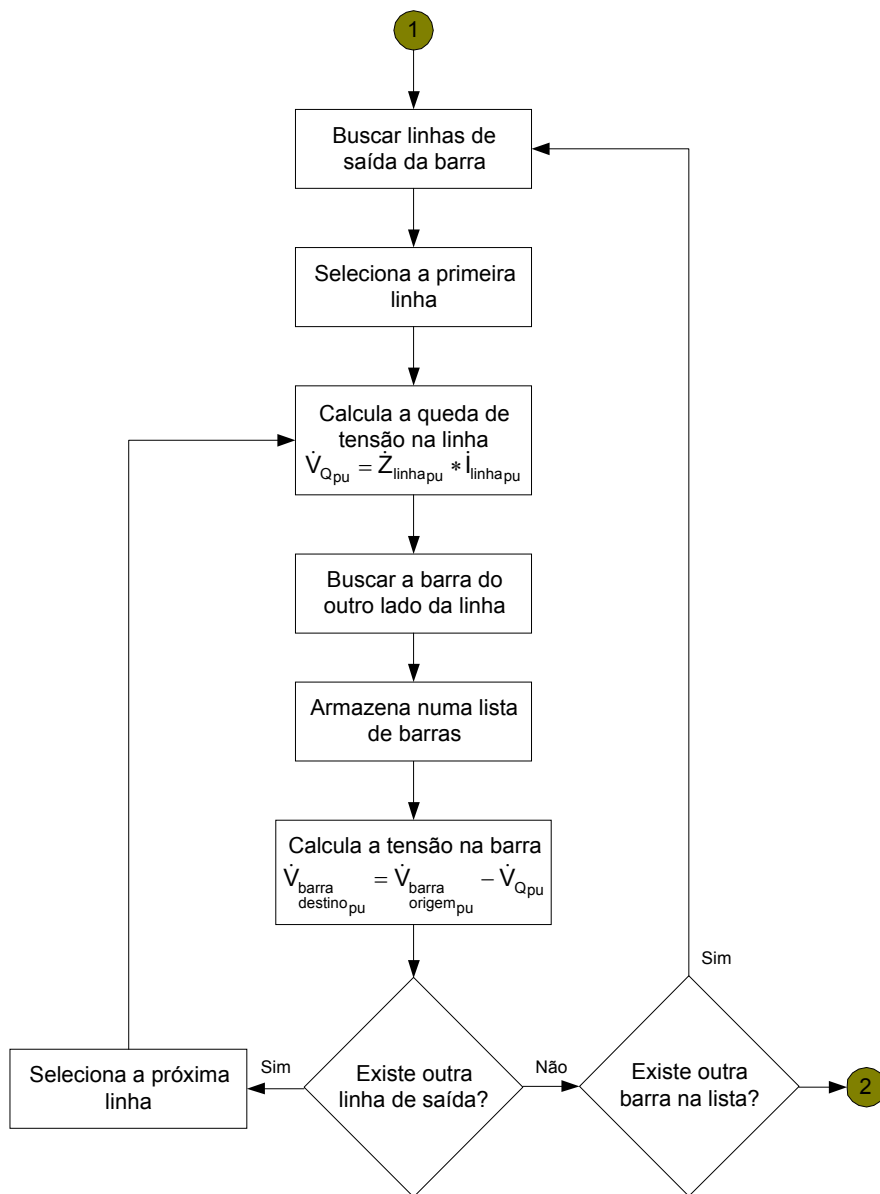 1
Buscar linhas de
saída da barra
Seleciona a primeira
linha
Calcula a queda de
tensão na linha
V̇Qpu = Żlinhapu * İlinhapu
Buscar a barra do
outro lado da linha
Armazena numa lista
de barras
Calcula a tensão na barra
V̇barra destinopu = V̇barra origempu − V̇Qpu
Existe outra
linha de saída?
Sim
Seleciona a próxima
linha
Não
Existe outra
barra na lista?
Sim
2